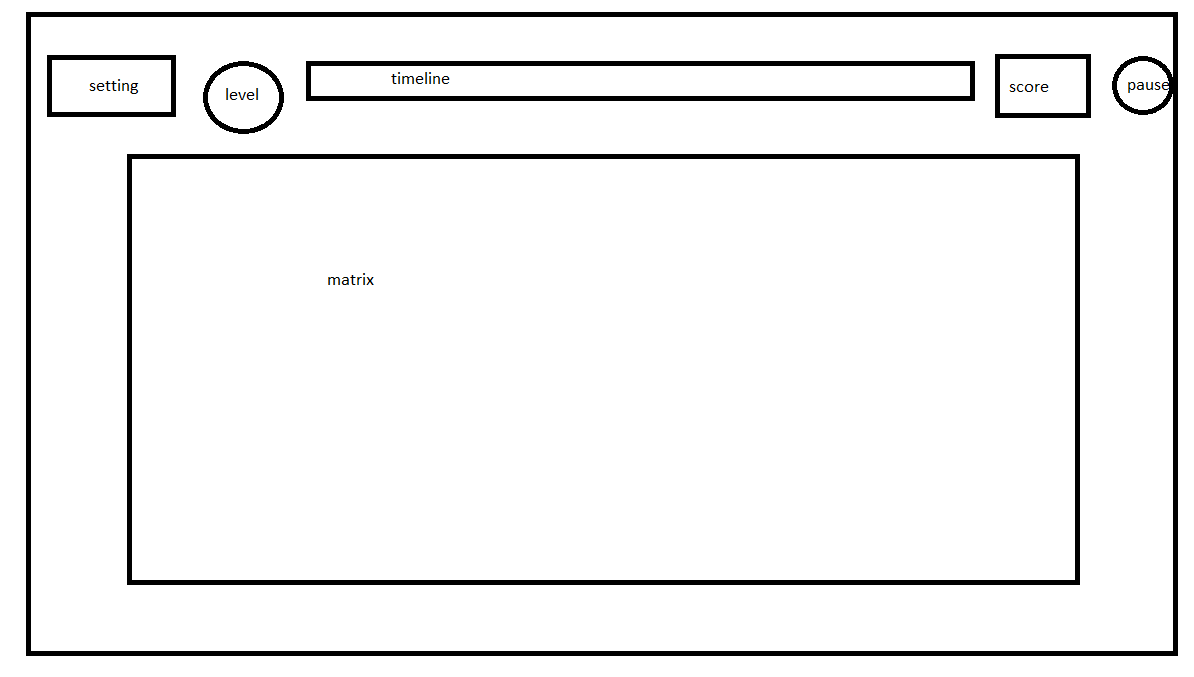 setting
level
timeline
score
pause
matrix